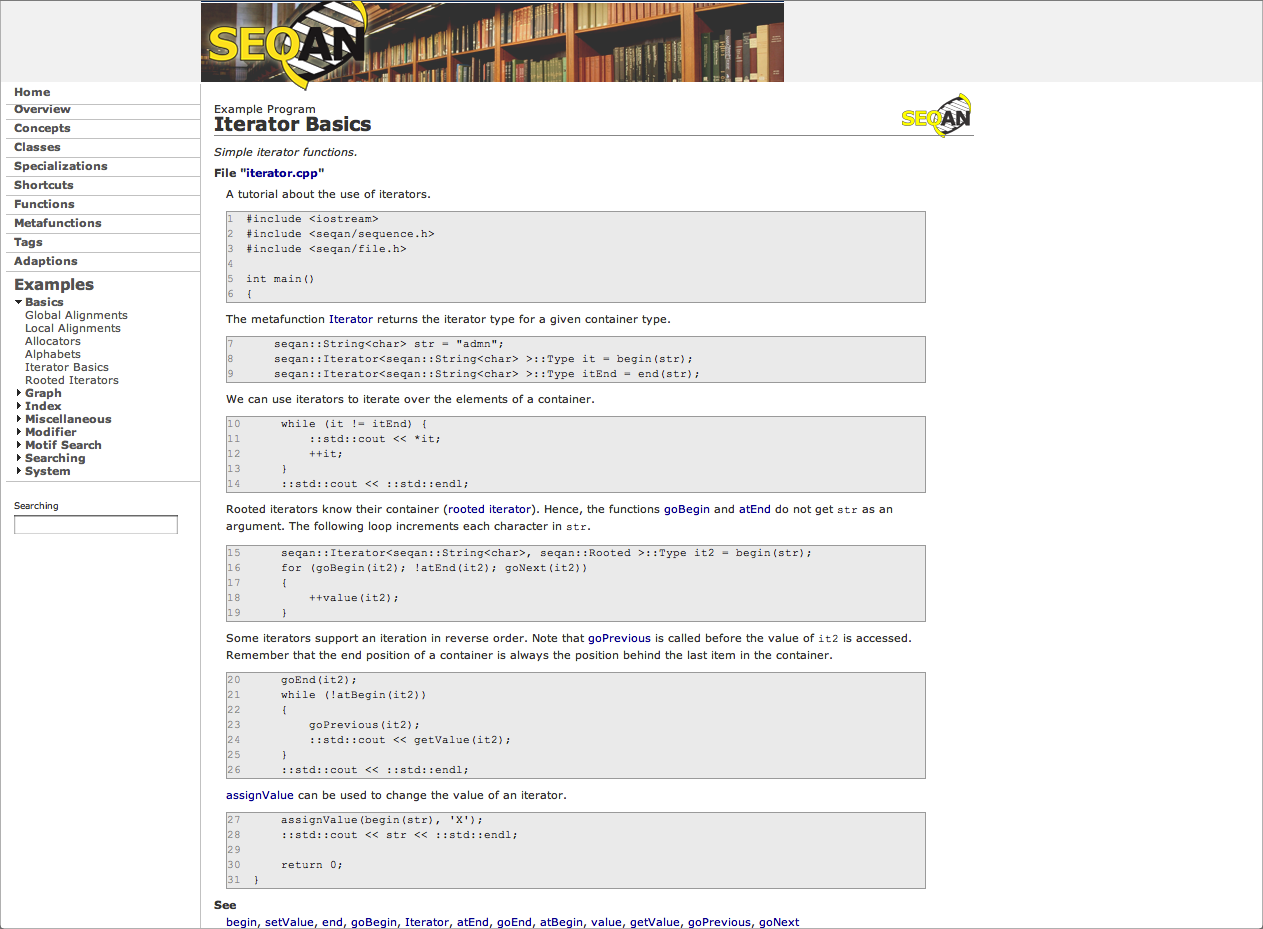 SEQAN
Home
Overview
Concepts
Classes
Specializations
Shortcuts
Functions
Metafunctions
Tags
Adaptions
Examples
Basics
Global Alignments
Local Alignments
Allocators
Alphabets
Iterator Basics
Rooted Iterators
Graph
Index
Miscellaneous
Modifier
Motif Search
Searching
System
Searching
Example Program
Iterator Basics
SEQAN
Simple iterator functions.
File "iterator.cpp"
A tutorial about the use of iterators.
1 #include <iostream>
2 #include <seqan/sequence.h>
3 #include <seqan/file.h>
4
5 int main()
6 {
The metafunction Iterator returns the iterator type for a given container type.
7     seqan::String<char> str = "admn";
8     seqan::Iterator<seqan::String<char> >::Type it = begin(str);
9     seqan::Iterator<seqan::String<char> >::Type itEnd = end(str);
We can use iterators to iterate over the elements of a container.
10     while (it != itEnd) {
11         ::std::cout << *it;
12         ++it;
13     }
14     ::std::cout << ::std::endl;
Rooted iterators know their container (rooted iterator). Hence, the functions goBegin and atEnd do not get str as an
argument. The following loop increments each character in str.
15     seqan::Iterator<seqan::String<char>, seqan::Rooted >::Type it2 = begin(str);
16     for (goBegin(it2); !atEnd(it2); goNext(it2))
17     {
18         ++value(it2);
19     }
Some iterators support an iteration in reverse order. Note that goPrevious is called before the value of it2 is accessed.
Remember that the end position of a container is always the position behind the last item in the container.
20     goEnd(it2);
21     while (!atBegin(it2))
22     {
23         goPrevious(it2);
24         ::std::cout << getValue(it2);
25     }
26     ::std::cout << ::std::endl;
assignValue can be used to change the value of an iterator.
27     assignValue(begin(str), 'X');
28     ::std::cout << str << ::std::endl;
29
30     return 0;
31 }
See
begin, setValue, end, goBegin, Iterator, atEnd, goEnd, atBegin, value, getValue, goPrevious, goNext